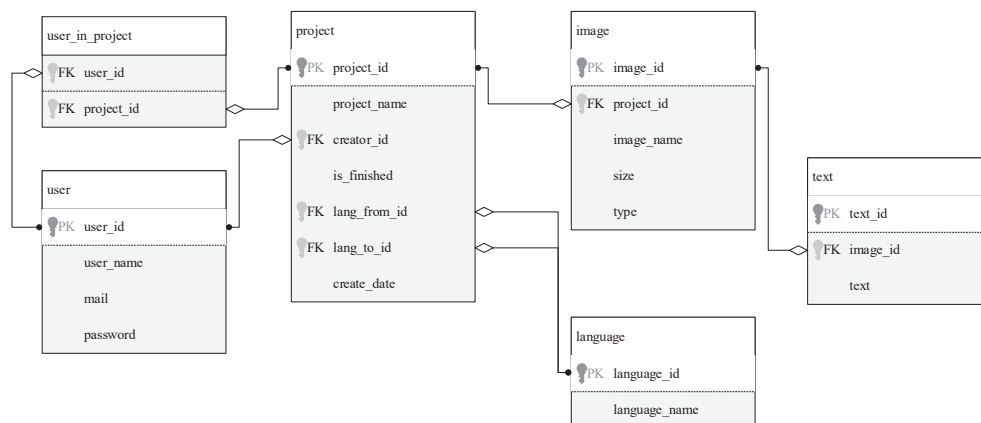 user_in_project
FK user_id
FK project_id
user
PK user_id
user_name
mail
password
project
PK project_id
project_name
FK creator_id
is_finished
FK lang_from_id
FK lang_to_id
create_date
image
PK image_id
FK project_id
image_name
size
type
language
PK language_id
language_name
text
PK text_id
FK image_id
text